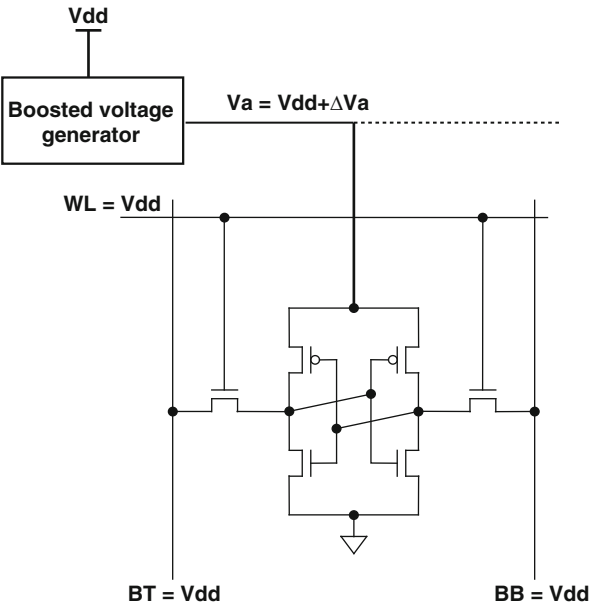 Vdd
Boosted voltage
generator
Va = Vdd+ΔVa
WL = Vdd
BT = Vdd
BB = Vdd